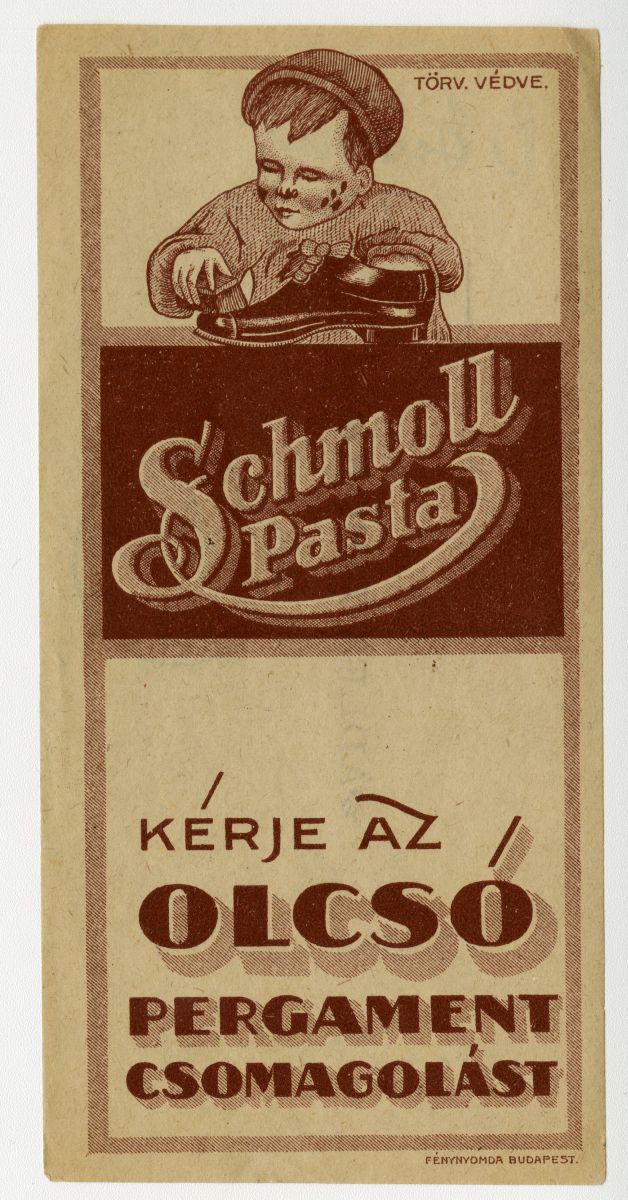 TÖRV. VÉDVE.
Schmoll
Pasta
KÉRJE AZ
OLCSÓ
PERGAMENT
CSOMAGOLÁST
FÉNYNYOMDA BUDAPEST.